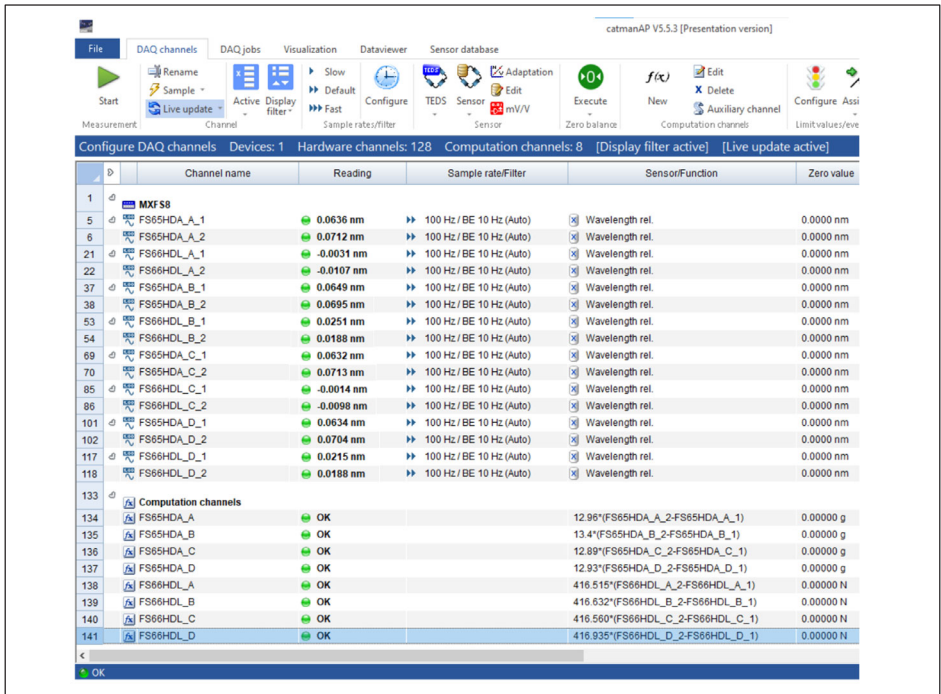 catmanAP V5.5.3 [Presentation version]
File DAQ channels DAQ jobs Visualization Dataviewer Sensor database
Rename Slow TEDS Adaptation Edit
Sample Default Edit f(x) X Delete
Start Live update Active Display filter Fast Configure TEDS Sensor mV/V Execute New Auxiliary channel Configure Assi
Measurement Channel Sample rates/filter Sensor Zero balance Computation channels Limitvalues/eve
Configure DAQ channels Devices: 1 Hardware channels: 128 Computation channels: 8 [Display filter active] [Live update active]
Channel name Reading Sample rate/Filter Sensor/Function Zero value
1 MXFS8
5 FS65HDA_A_1 0.0636 nm 100 Hz / BE 10 Hz (Auto) Wavelength rel. 0.0000 nm
6 FS65HDA_A_2 0.0712 nm 100 Hz / BE 10 Hz (Auto) Wavelength rel. 0.0000 nm
21 FS66HDL_A_1 -0.0031 nm 100 Hz / BE 10 Hz (Auto) Wavelength rel. 0.0000 nm
22 FS66HDL_A_2 -0.0107 nm 100 Hz / BE 10 Hz (Auto) Wavelength rel. 0.0000 nm
37 FS65HDA_B_1 0.0649 nm 100 Hz / BE 10 Hz (Auto) Wavelength rel. 0.0000 nm
38 FS65HDA_B_2 0.0695 nm 100 Hz / BE 10 Hz (Auto) Wavelength rel. 0.0000 nm
53 FS66HDL_B_1 0.0251 nm 100 Hz / BE 10 Hz (Auto) Wavelength rel. 0.0000 nm
54 FS66HDL_B_2 0.0188 nm 100 Hz / BE 10 Hz (Auto) Wavelength rel. 0.0000 nm
69 FS65HDA_C_1 0.0632 nm 100 Hz / BE 10 Hz (Auto) Wavelength rel. 0.0000 nm
70 FS65HDA_C_2 0.0713 nm 100 Hz / BE 10 Hz (Auto) Wavelength rel. 0.0000 nm
85 FS66HDL_C_1 -0.0014 nm 100 Hz / BE 10 Hz (Auto) Wavelength rel. 0.0000 nm
86 FS66HDL_C_2 -0.0098 nm 100 Hz / BE 10 Hz (Auto) Wavelength rel. 0.0000 nm
101 FS65HDA_D_1 0.0634 nm 100 Hz / BE 10 Hz (Auto) Wavelength rel. 0.0000 nm
102 FS65HDA_D_2 0.0704 nm 100 Hz / BE 10 Hz (Auto) Wavelength rel. 0.0000 nm
117 FS66HDL_D_1 0.0215 nm 100 Hz / BE 10 Hz (Auto) Wavelength rel. 0.0000 nm
118 FS66HDL_D_2 0.0188 nm 100 Hz / BE 10 Hz (Auto) Wavelength rel. 0.0000 nm
133 fx Computation channels
134 fx FS65HDA_A OK 12.96*(FS65HDA_A_2-FS65HDA_A_1) 0.00000 g
135 fx FS65HDA_B OK 13.4*(FS65HDA_B_2-FS65HDA_B_1) 0.00000 g
136 fx FS65HDA_C OK 12.89*(FS65HDA_C_2-FS65HDA_C_1) 0.00000 g
137 fx FS65HDA_D OK 12.93*(FS65HDA_D_2-FS65HDA_D_1) 0.00000 g
138 fx FS66HDL_A OK 416.515*(FS66HDL_A_2-FS66HDL_A_1) 0.00000 N
139 fx FS66HDL_B OK 416.632*(FS66HDL_B_2-FS66HDL_B_1) 0.00000 N
140 fx FS66HDL_C OK 416.560*(FS66HDL_C_2-FS66HDL_C_1) 0.00000 N
141 fx FS66HDL_D OK 416.935*(FS66HDL_D_2-FS66HDL_D_1) 0.00000 N
OK